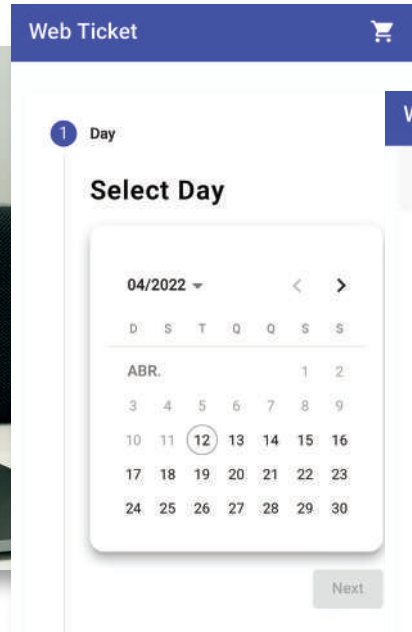 Web Ticket
1 Day
Select Day
04/2022
D S T Q Q S S
ABR. 1 2
3 4 5 6 7 8 9
10 11 12 13 14 15 16
17 18 19 20 21 22 23
24 25 26 27 28 29 30
Next